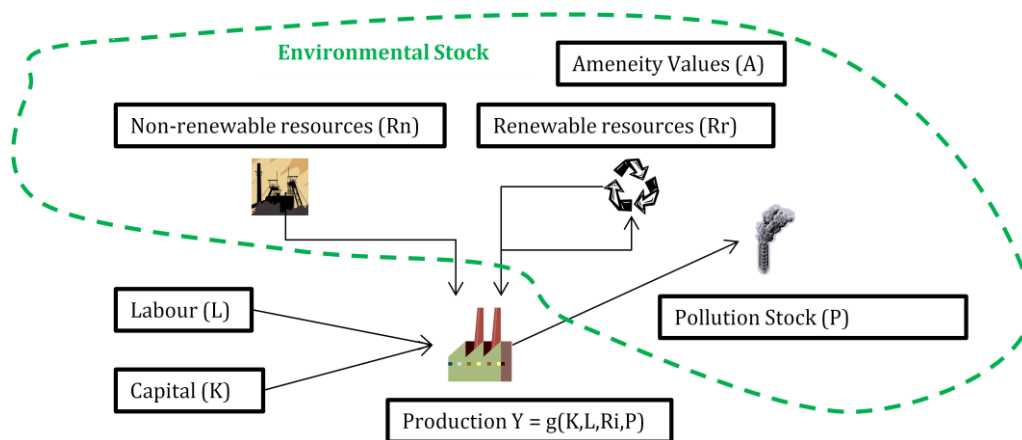 Environmental Stock
Ameneity Values (A)
Non-renewable resources (Rn)
Renewable resources (Rr)
Labour (L)
Pollution Stock (P)
Capital (K)
Production Y = g(K,L,Ri,P)